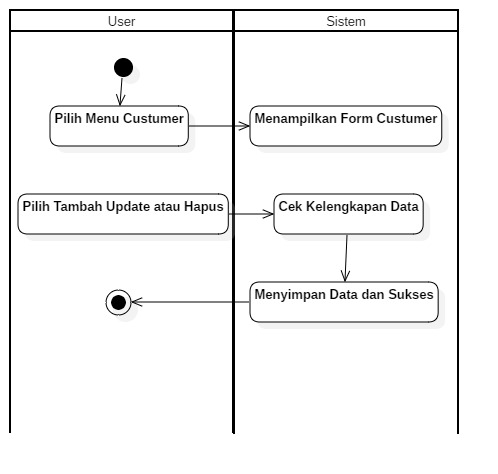 User
Sistem
Pilih Menu Custumer
Menampilkan Form Custumer
Pilih Tambah Update atau Hapus
Cek Kelengkapan Data
Menyimpan Data dan Sukses